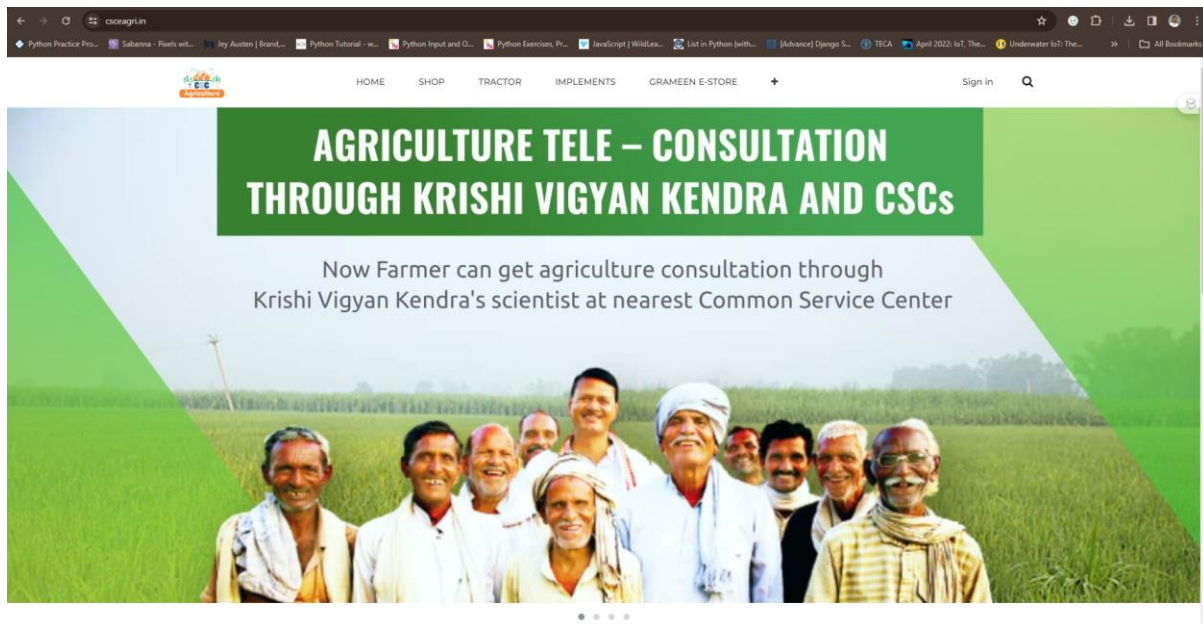 csceagri.in
Python Practice Pro...
Sabanna - Pixels wit...
Jey Austen | Brand,...
Python Tutorial - w...
Python Input and O...
Python Exercises, Pr...
JavaScript | WildLea...
List in Python (with...
[Advance] Django S...
TECA
April 2022: IoT, The...
Underwater IoT: The...
All Bookmarks
CSC
Agriculture
HOME
SHOP
TRACTOR
IMPLEMENTS
GRAMEEN E-STORE
Sign in
AGRICULTURE TELE – CONSULTATION
THROUGH KRISHI VIGYAN KENDRA AND CSCs
Now Farmer can get agriculture consultation through
Krishi Vigyan Kendra's scientist at nearest Common Service Center